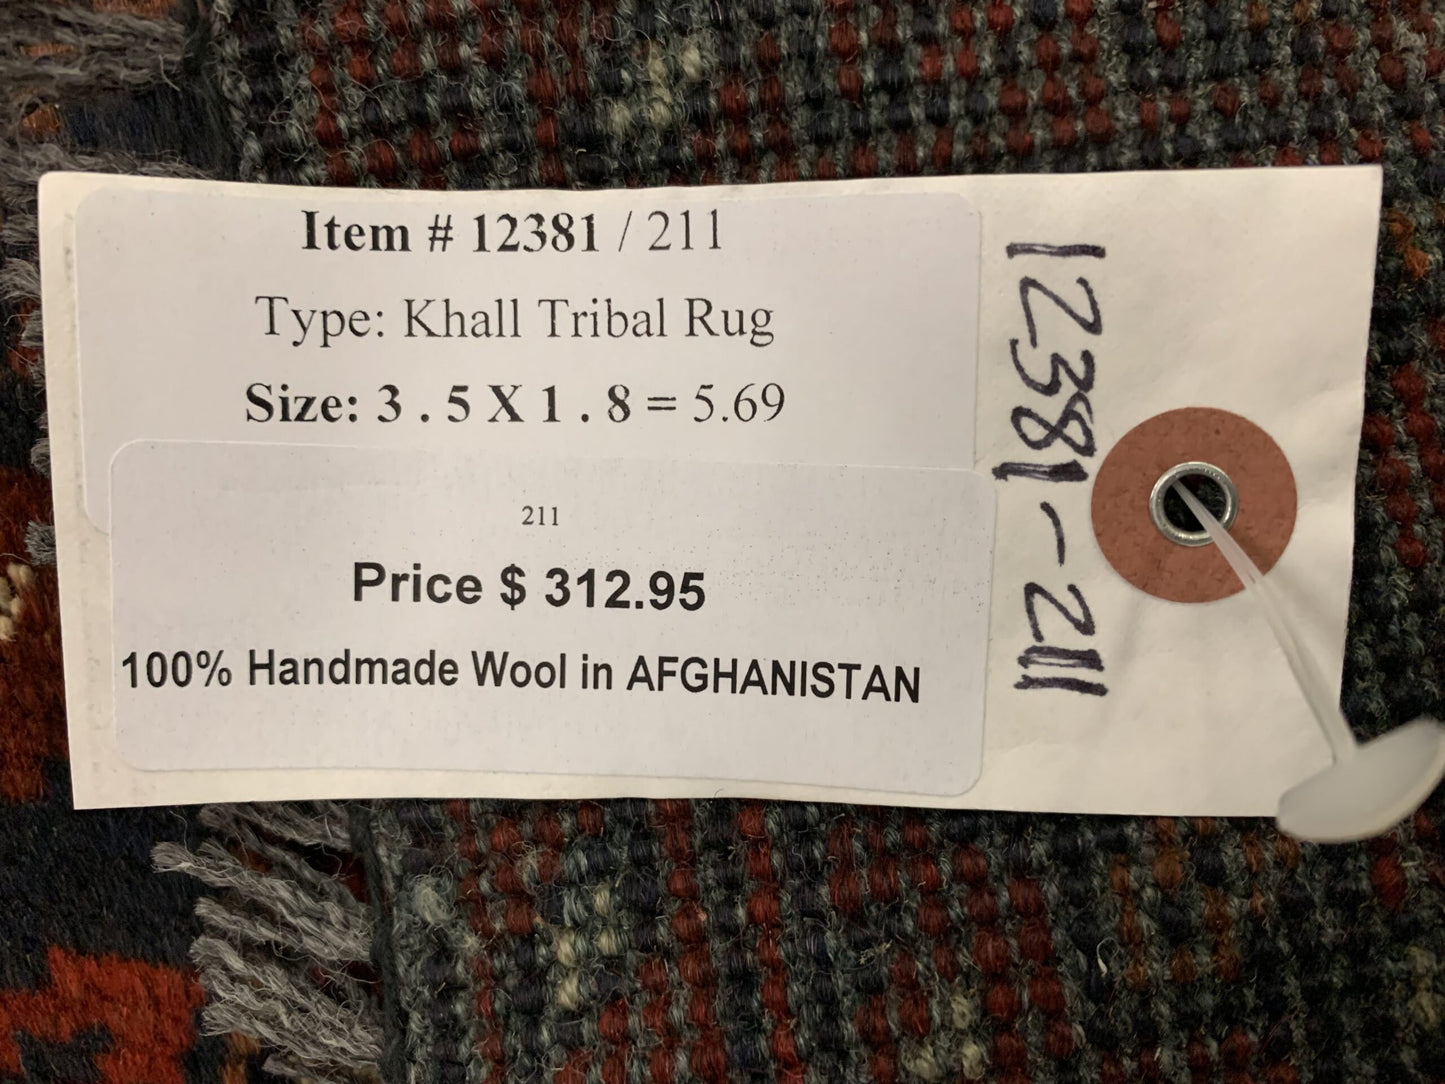 Item # 12381 / 211
Type: Khall Tribal Rug
Size: 3 . 5 X 1 . 8 = 5.69
211
Price $ 312.95
100% Handmade Wool in AFGHANISTAN
12381-211